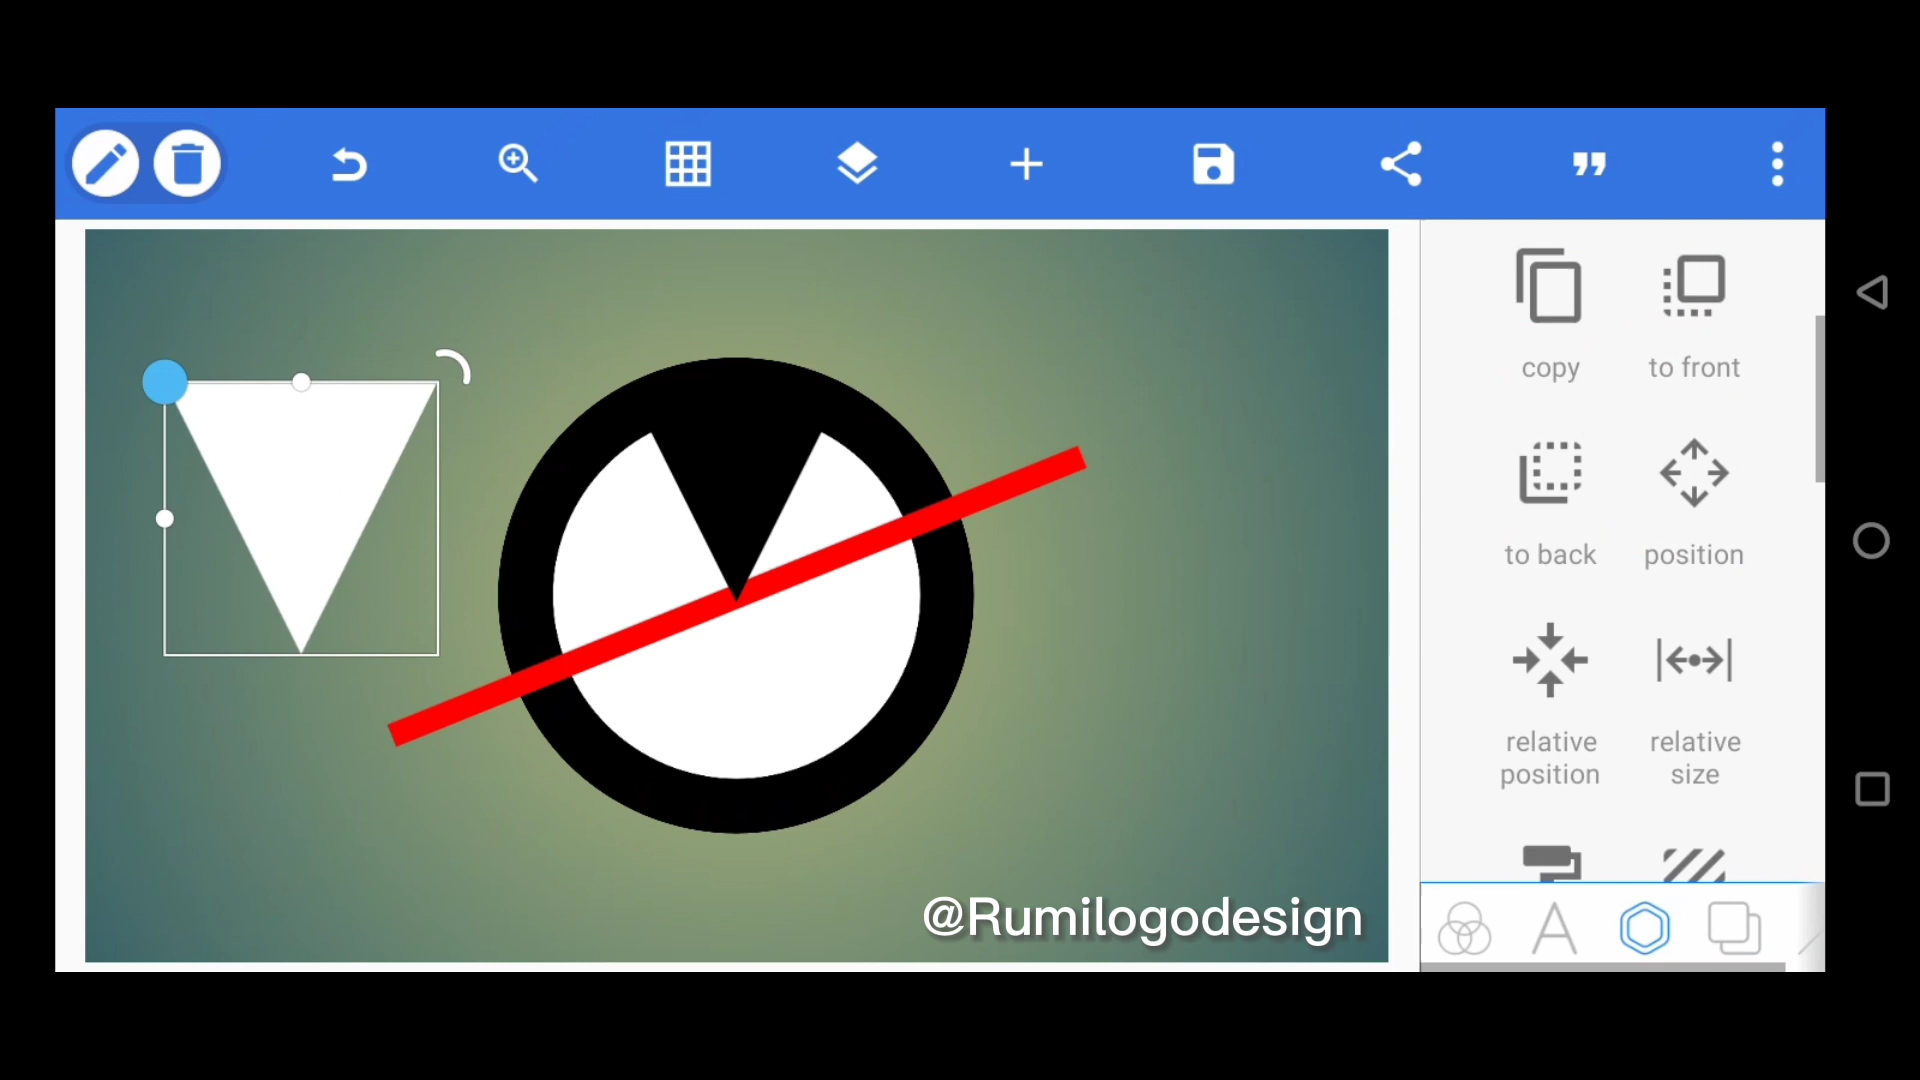 copy
to front
to back
position
relative
position
relative
size
@Rumilogodesign